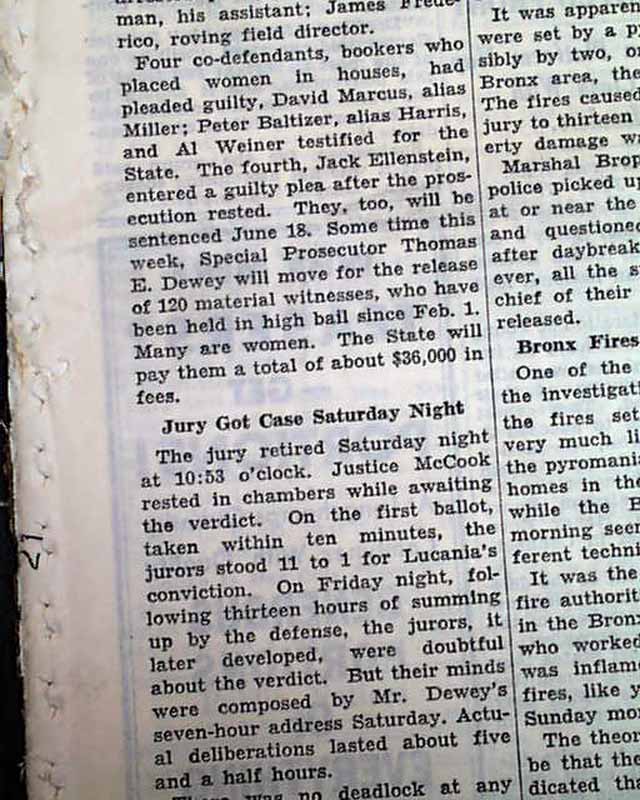 man, his assistant; James Frede-
rico, roving field director.
Four co-defendants, bookers who
placed women in houses, had
pleaded guilty, David Marcus, alias
Miller; Peter Baltizer, alias Harris,
and Al Weiner testified for the
State. The fourth, Jack Ellenstein,
entered a guilty plea after the pros-
ecution rested. They, too, will be
sentenced June 18. Some time this
week, Special Prosecutor Thomas
E. Dewey will move for the release
of 120 material witnesses, who have
been held in high bail since Feb. 1.
Many are women. The State will
pay them a total of about $36,000 in
fees.
Jury Got Case Saturday Night
The jury retired Saturday night
at 10:53 o'clock. Justice McCook
rested in chambers while awaiting
the verdict. On the first ballot,
taken within ten minutes, the
jurors stood 11 to 1 for Lucania's
conviction. On Friday night, fol-
lowing thirteen hours of summing
up by the defense, the jurors, it
later developed, were doubtful
about the verdict. But their minds
were composed by Mr. Dewey's
seven-hour address Saturday. Actu-
al deliberations lasted about five
and a half hours.
was no deadlock at any
It was apparen
were set by a p
sibly by two, o
Bronx area, the
The fires caused
jury to thirteen
erty damage w
Marshal Brop
police picked up
at or near the
and questioned
after daybreak
ever, all the s
chief of their
released.
Bronx Fires
One of the
the investigat
the fires set
very much li
the pyromania
homes in the
while the B
morning seem
ferent techni
It was the
fire authorit
in the Bronx
who worked
was inflam
fires, like y
Sunday mo
The theor
be that the
dicated tha
21